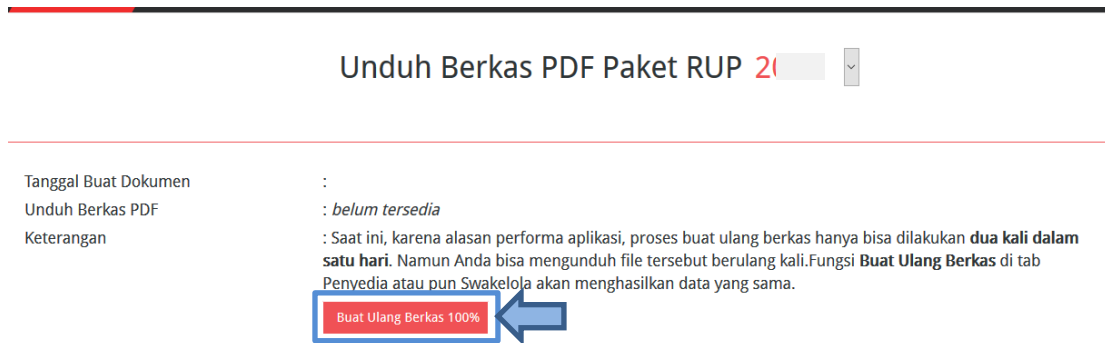 Unduh Berkas PDF Paket RUP
Tanggal Buat Dokumen :
Unduh Berkas PDF : belum tersedia
Keterangan : Saat ini, karena alasan performa aplikasi, proses buat ulang berkas hanya bisa dilakukan dua kali dalam
satu hari. Namun Anda bisa mengunduh file tersebut berulang kali.Fungsi Buat Ulang Berkas di tab
Penyedia atau pun Swakelola akan menghasilkan data yang sama.
Buat Ulang Berkas 100%